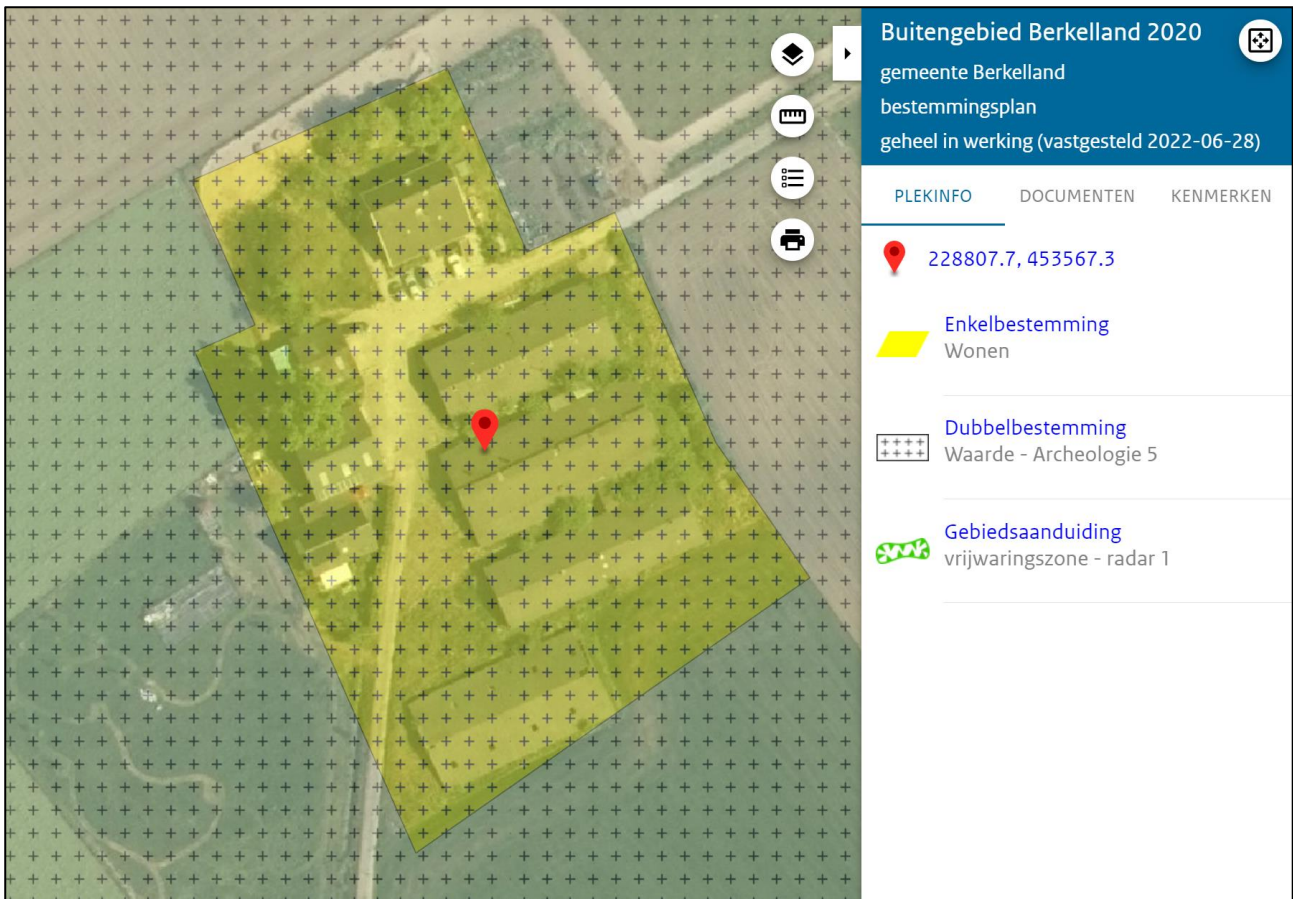 Buitengebied Berkelland 2020
gemeente Berkelland
bestemmingsplan
geheel in werking (vastgesteld 2022-06-28)
PLEKINFO DOCUMENTEN KENMERKEN
228807.7, 453567.3
Enkelbestemming
Wonen
Dubbelbestemming
Waarde - Archeologie 5
Gebiedsaanduiding
vrijwaringszone - radar 1